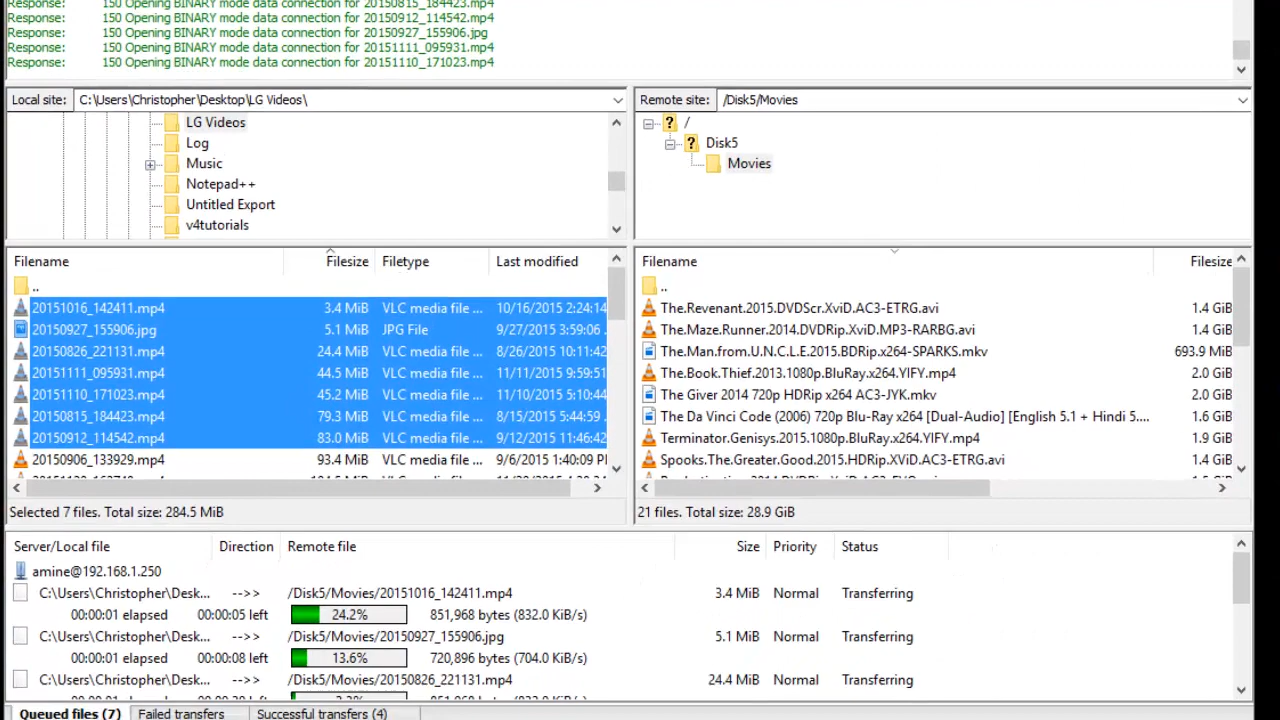 Response: 150 Opening BINARY mode data connection for 20150815_184423.mp4
Response: 150 Opening BINARY mode data connection for 20150912_114542.mp4
Response: 150 Opening BINARY mode data connection for 20150927_155906.jpg
Response: 150 Opening BINARY mode data connection for 20151111_095931.mp4
Response: 150 Opening BINARY mode data connection for 20151110_171023.mp4
Local site: C:\Users\Christopher\Desktop\LG Videos\
LG Videos
Log
Music
Notepad++
Untitled Export
v4tutorials
Remote site: /Disk5/Movies
/
Disk5
Movies
Filename Filesize Filetype Last modified
..
20151016_142411.mp4 3.4 MiB VLC media file ... 10/16/2015 2:24:14
20150927_155906.jpg 5.1 MiB JPG File 9/27/2015 3:59:06 .
20150826_221131.mp4 24.4 MiB VLC media file ... 8/26/2015 10:11:42
20151111_095931.mp4 44.5 MiB VLC media file ... 11/11/2015 9:59:51
20151110_171023.mp4 45.2 MiB VLC media file ... 11/10/2015 5:10:44
20150815_184423.mp4 79.3 MiB VLC media file ... 8/15/2015 5:44:59 .
20150912_114542.mp4 83.0 MiB VLC media file ... 9/12/2015 11:46:42
20150906_133929.mp4 93.4 MiB VLC media file ... 9/6/2015 1:40:09 P
Selected 7 files. Total size: 284.5 MiB
Filename Filesize
..
The.Revenant.2015.DVDScr.XviD.AC3-ETRG.avi 1.4 GiB
The.Maze.Runner.2014.DVDRip.XviD.MP3-RARBG.avi 1.4 GiB
The.Man.from.U.N.C.L.E.2015.BDRip.x264-SPARKS.mkv 693.9 MiB
The.Book.Thief.2013.1080p.BluRay.x264.YIFY.mp4 2.0 GiB
The Giver 2014 720p HDRip x264 AC3-JYK.mkv 2.0 GiB
The Da Vinci Code (2006) 720p Blu-Ray x264 [Dual-Audio] [English 5.1 + Hindi 5.... 1.6 GiB
Terminator.Genisys.2015.1080p.BluRay.x264.YIFY.mp4 1.9 GiB
Spooks.The.Greater.Good.2015.HDRip.XViD.AC3-ETRG.avi 1.4 GiB
21 files. Total size: 28.9 GiB
Server/Local file Direction Remote file Size Priority Status
amine@192.168.1.250
C:\Users\Christopher\Desk... -->> /Disk5/Movies/20151016_142411.mp4 3.4 MiB Normal Transferring
00:00:01 elapsed 00:00:05 left 24.2% 851,968 bytes (832.0 KiB/s)
C:\Users\Christopher\Desk... -->> /Disk5/Movies/20150927_155906.jpg 5.1 MiB Normal Transferring
00:00:01 elapsed 00:00:08 left 13.6% 720,896 bytes (704.0 KiB/s)
C:\Users\Christopher\Desk... -->> /Disk5/Movies/20150826_221131.mp4 24.4 MiB Normal Transferring
Queued files (7) Failed transfers Successful transfers (4)